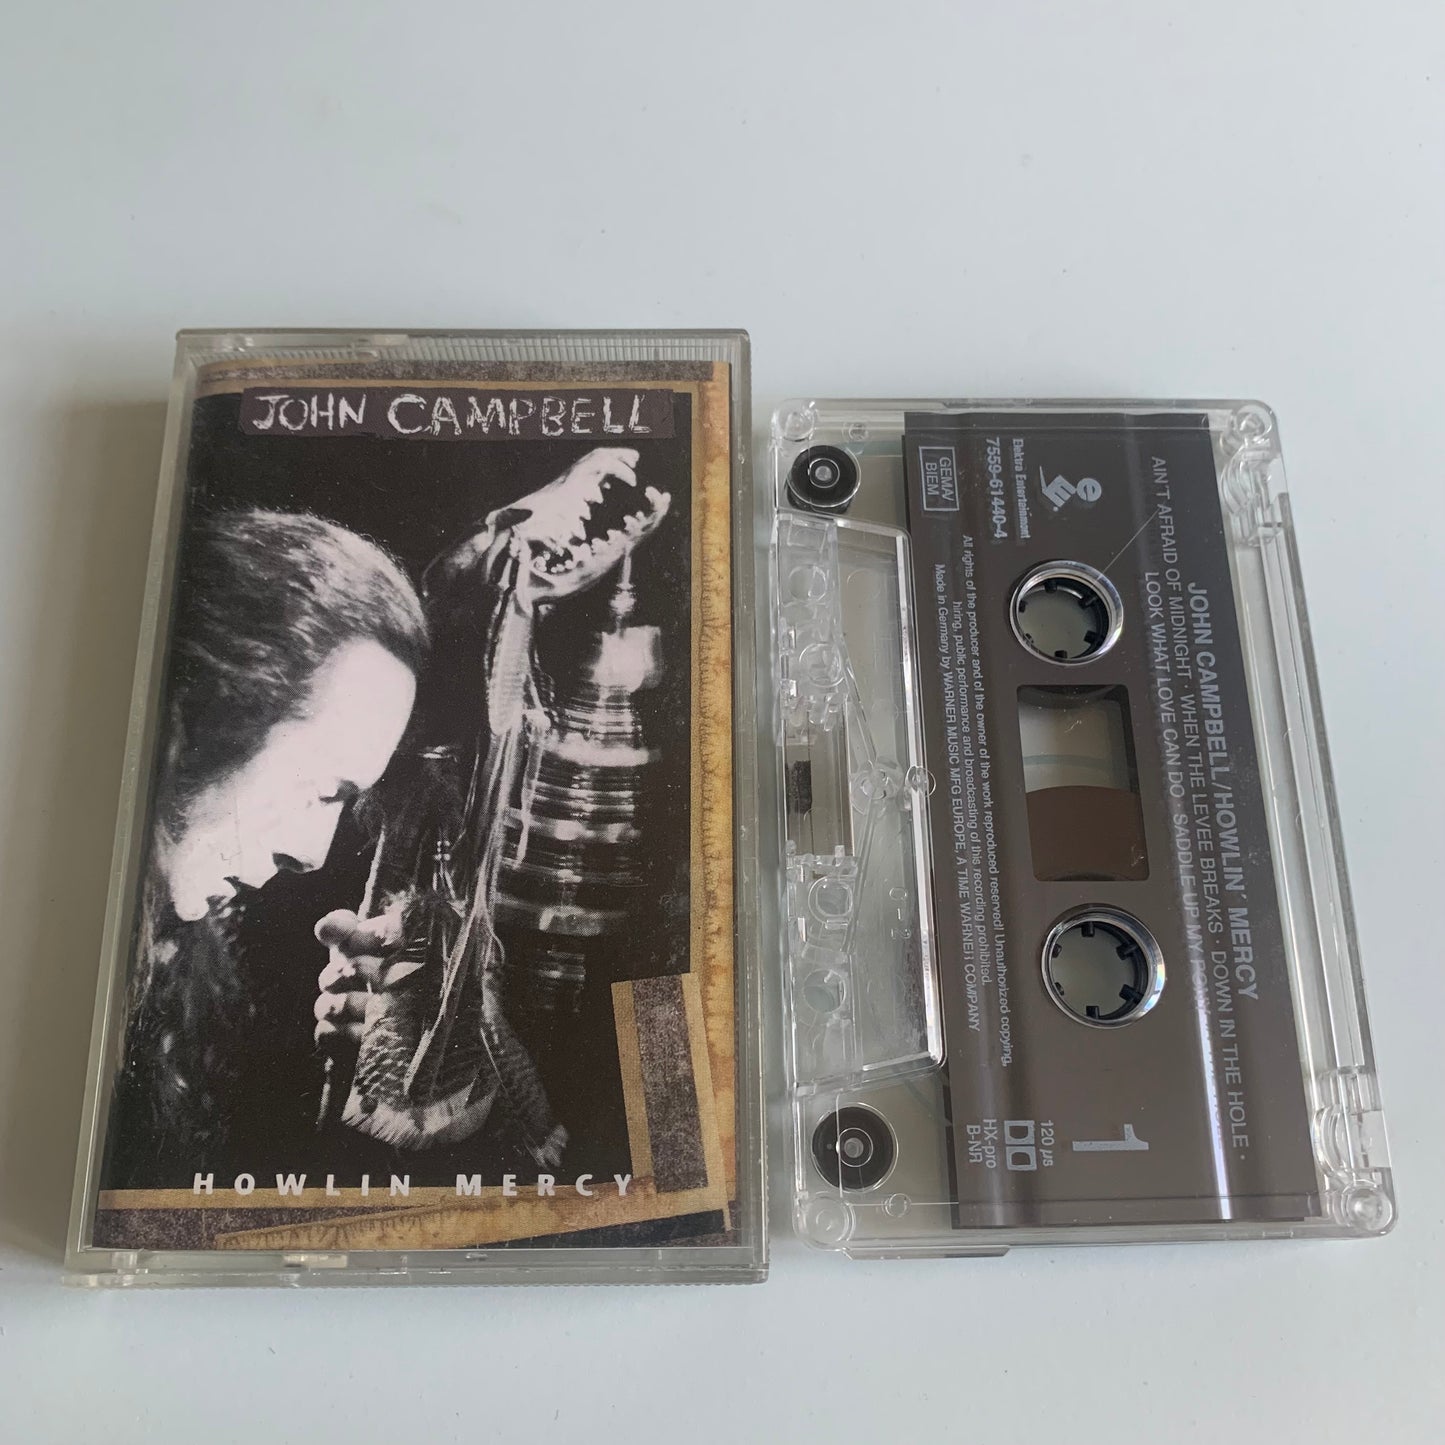 JOHN CAMPBELL
HOWLIN MERCY
JOHN CAMPBELL/HOWLIN´ MERCY
AIN´T AFRAID OF MIDNIGHT · WHEN THE LEVEE BREAKS · DOWN IN THE HOLE ·
LOOK WHAT LOVE CAN DO · SADDLE UP MY PONY
e
E.
Elektra Entertainment
7559-61440-4
GEMA/
BIEM
1
120 µs
HX-pro
B-NR
All rights of the producer and of the owner of the work reproduced reserved! Unauthorized copying,
hiring, public performance and broadcasting of this recording prohibited.
Made in Germany by WARNER MUSIC MFG EUROPE, A TIME WARNER COMPANY